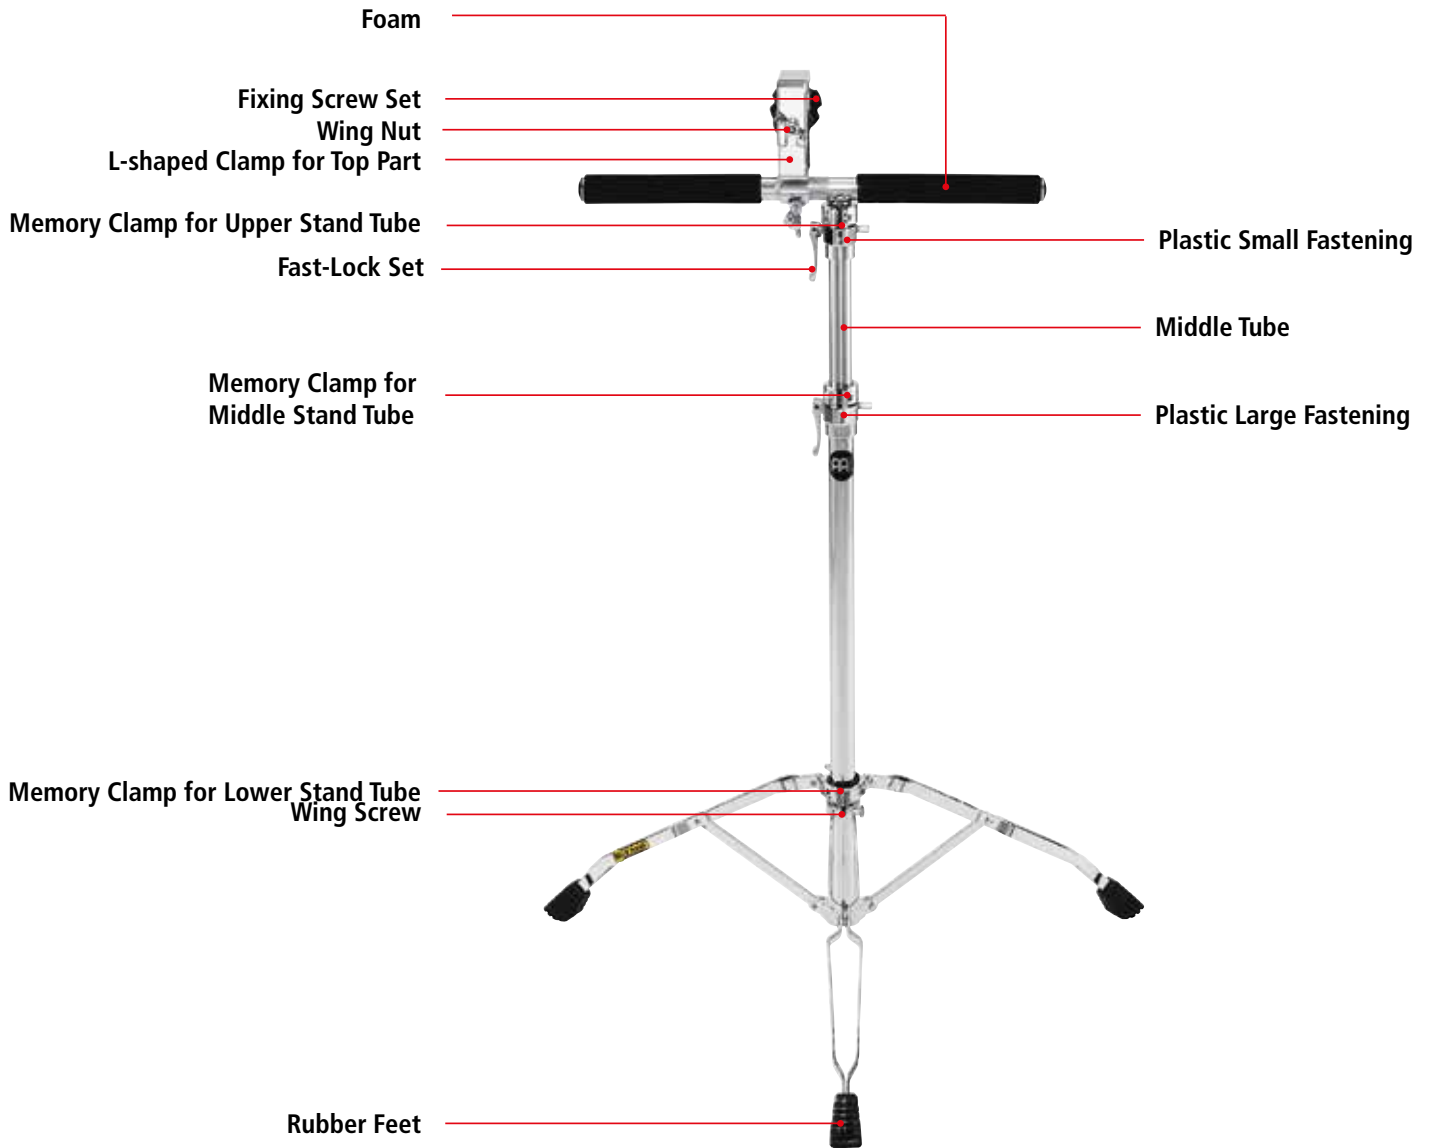 Foam
Fixing Screw Set
Wing Nut
L-shaped Clamp for Top Part
Memory Clamp for Upper Stand Tube
Plastic Small Fastening
Fast-Lock Set
Middle Tube
Memory Clamp for
Middle Stand Tube
Plastic Large Fastening
Memory Clamp for Lower Stand Tube
Wing Screw
Rubber Feet